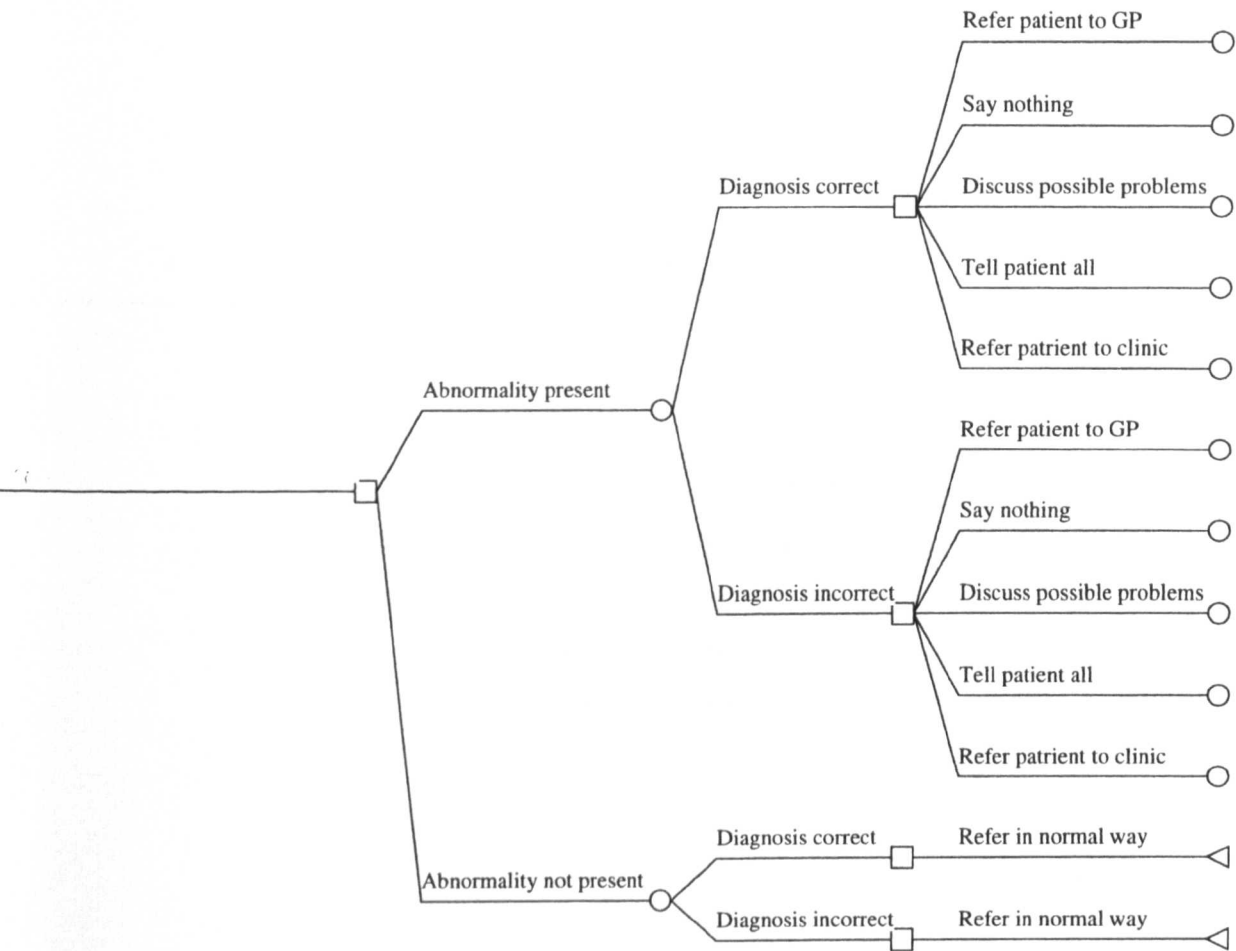 Refer patient to GP
Say nothing
Diagnosis correct
Discuss possible problems
Tell patient all
Refer patrient to clinic
Abnormality present
Refer patient to GP
Say nothing
Diagnosis incorrect
Discuss possible problems
Tell patient all
Refer patrient to clinic
Diagnosis correct
Refer in normal way
Abnormality not present
Diagnosis incorrect
Refer in normal way